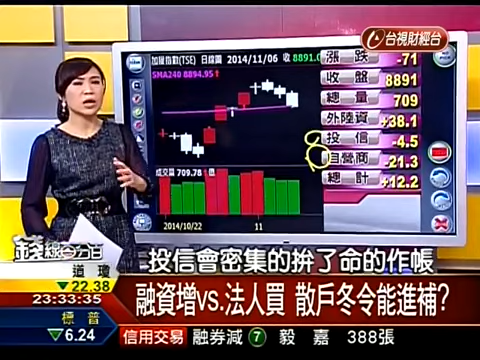 台視財經台
加權指數(TSE) 日線圖 2014/11/06 收 8891.0
SMA240 8894.95↑
漲跌 -71
收盤 8891
總量 709
外陸資 +38.1
投信 -4.5
自營商 -21.3
總計 +12.2
成交量 709.78↑億
2014/10/22 11
錢線百分百
投信會密集的拚了命的作帳
道瓊
▼22.38
融資增vs.法人買 散戶冬令能進補?
23:33:35
標普
▼6.24
信用交易 融券減 ▼7 毅嘉 388張